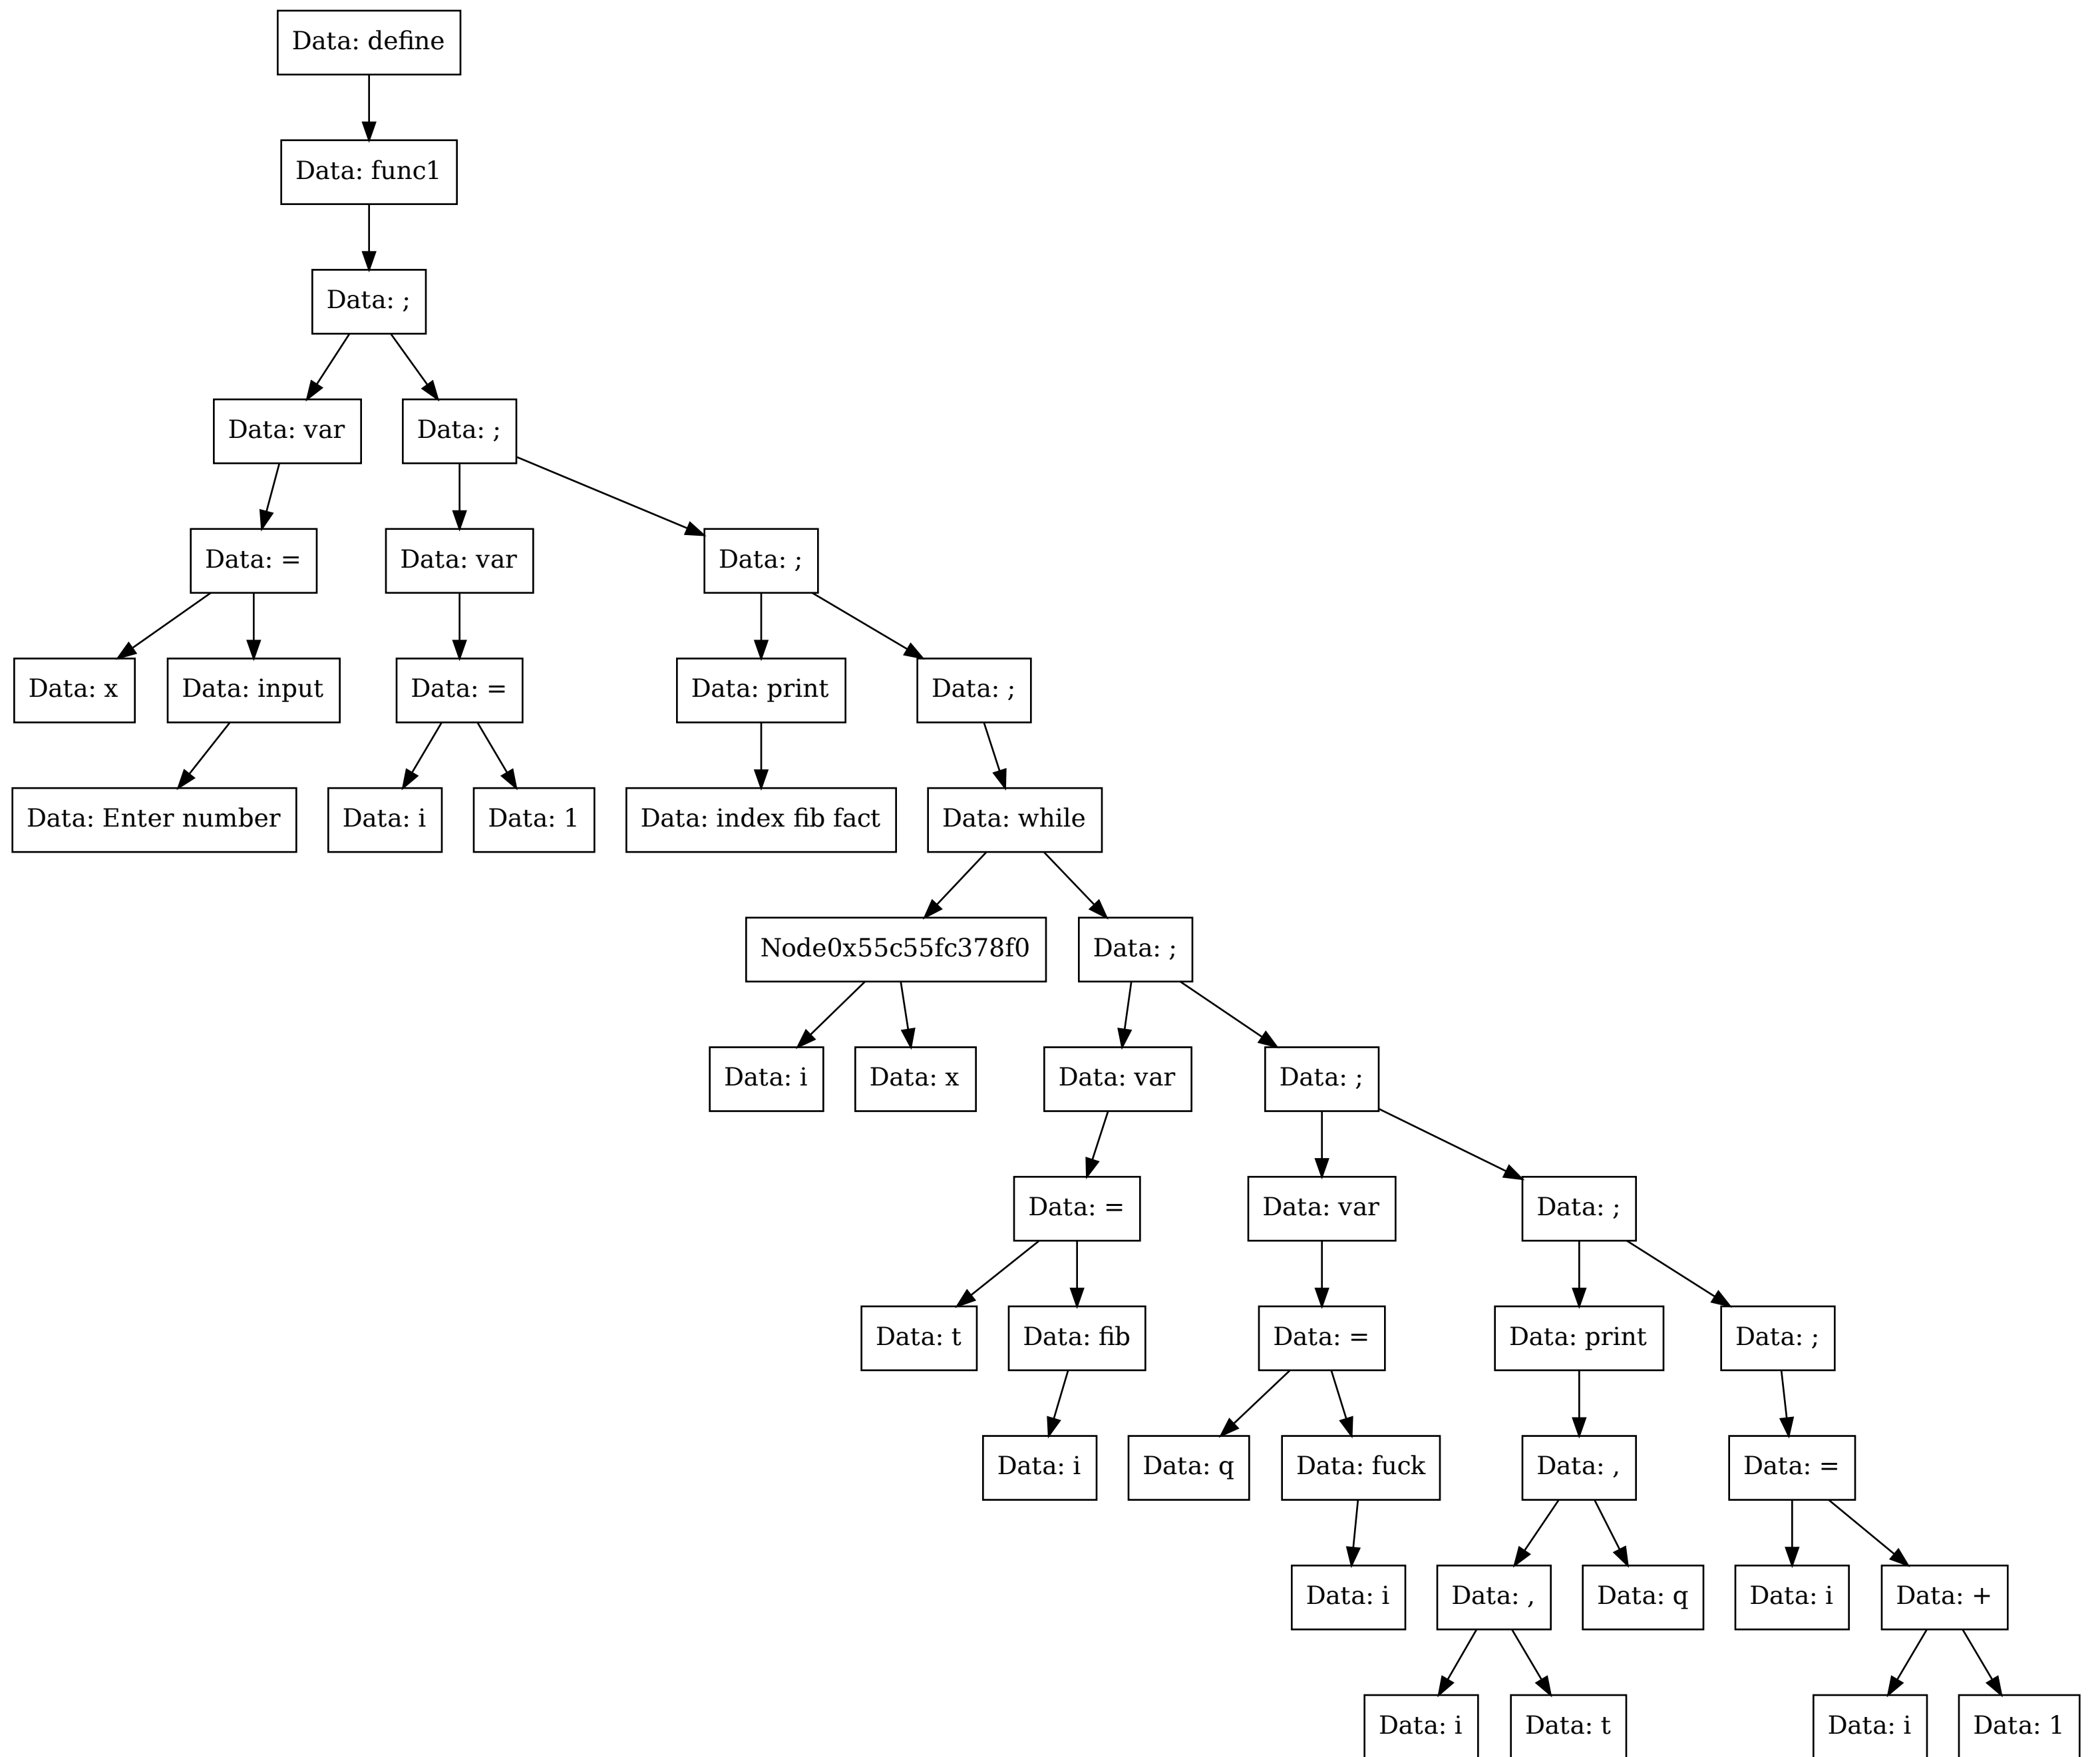 Data: define
Data: func1
Data: ;
Data: var
Data: ;
Data: =
Data: var
Data: ;
Data: x
Data: input
Data: =
Data: print
Data: ;
Data: Enter number
Data: i
Data: 1
Data: index fib fact
Data: while
Node0x55c55fc378f0
Data: ;
Data: i
Data: x
Data: var
Data: ;
Data: =
Data: var
Data: ;
Data: t
Data: fib
Data: =
Data: print
Data: ;
Data: i
Data: q
Data: fuck
Data: ,
Data: =
Data: i
Data: ,
Data: q
Data: i
Data: +
Data: i
Data: t
Data: i
Data: 1